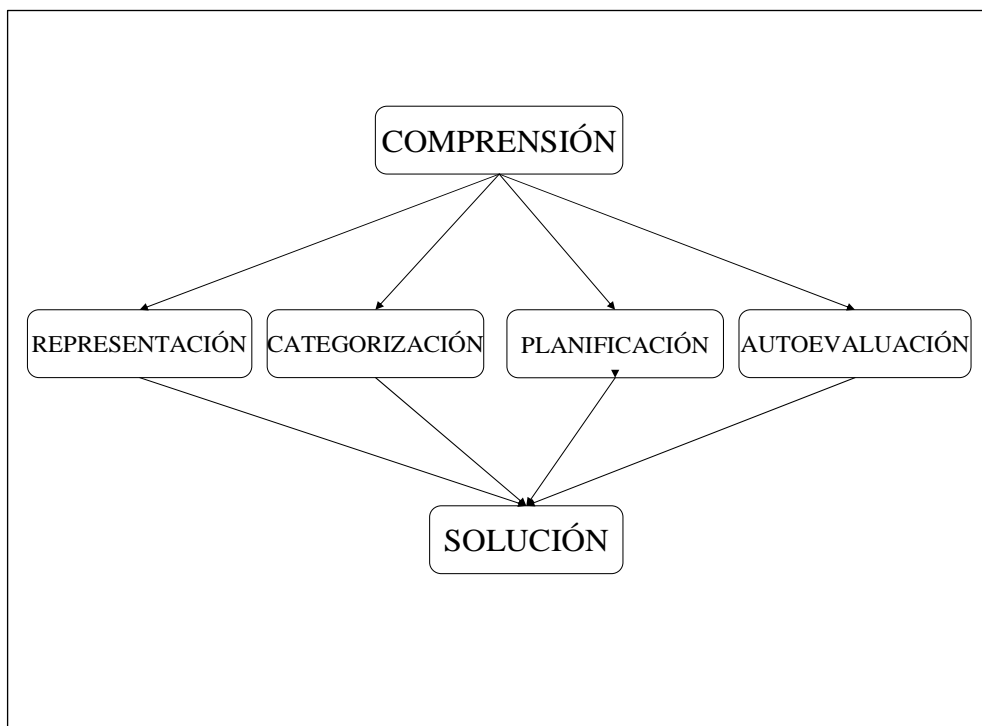 COMPRENSIÓN
REPRESENTACIÓN
CATEGORIZACIÓN
PLANIFICACIÓN
AUTOEVALUACIÓN
SOLUCIÓN